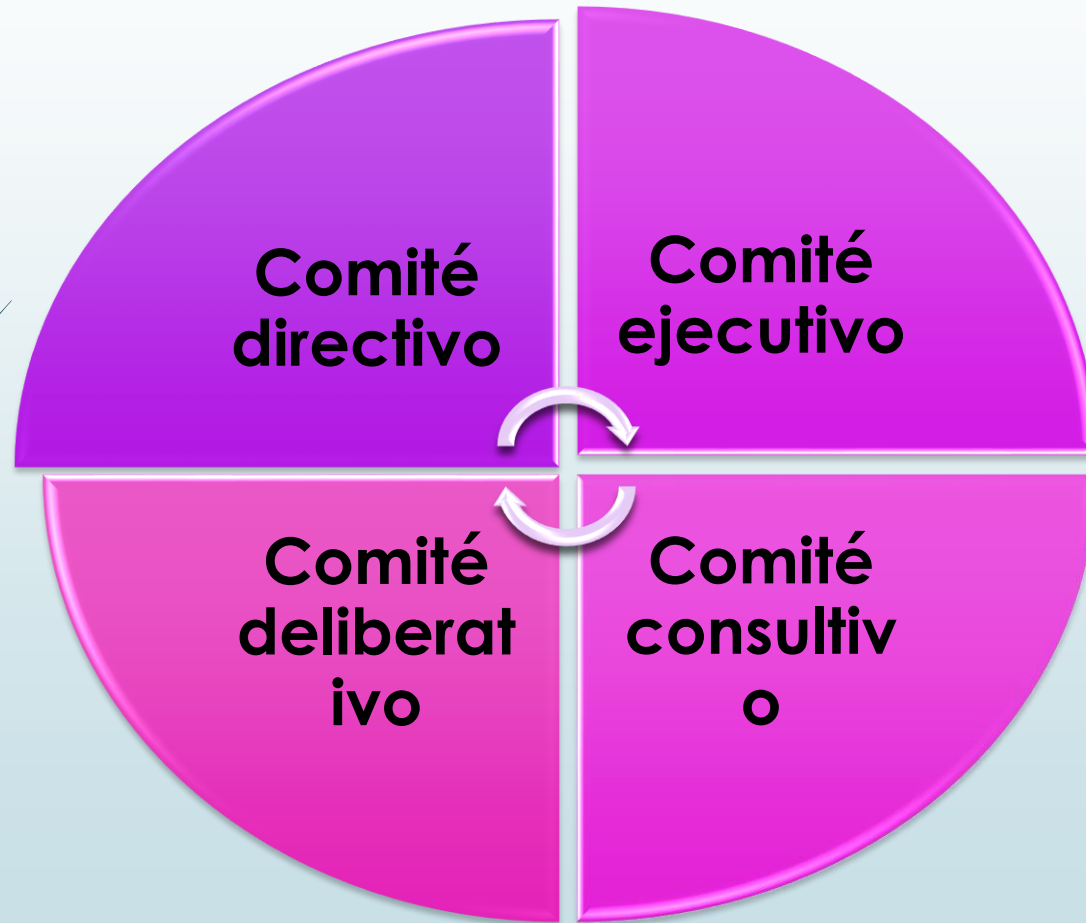 Comité
directivo
Comité
ejecutivo
Comité
deliberat
ivo
Comité
consultiv
o